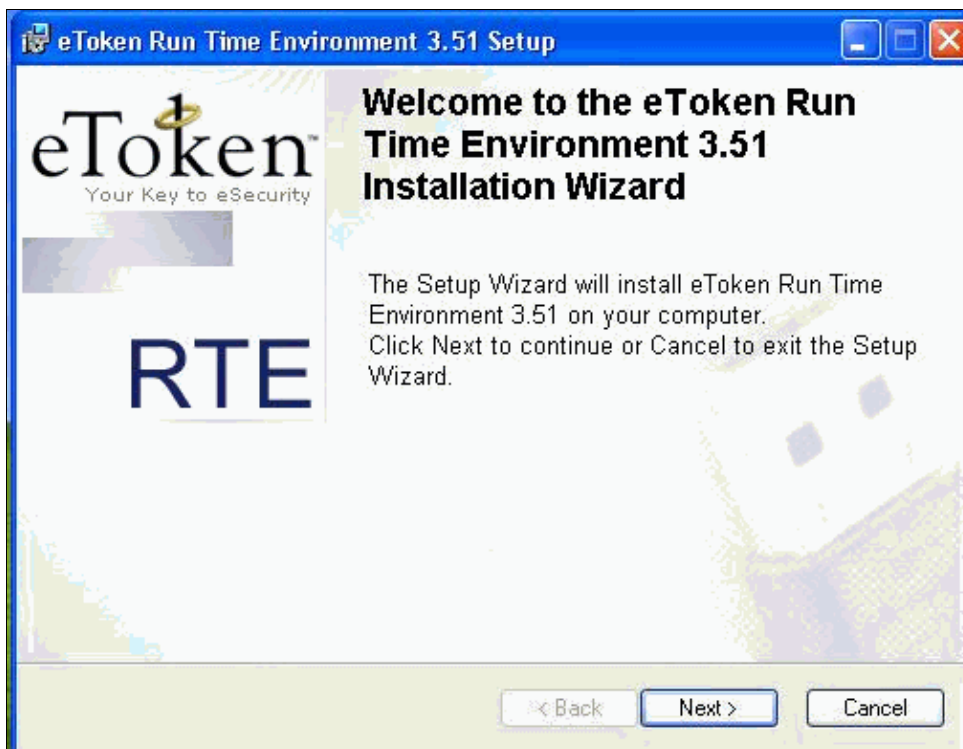 eToken Run Time Environment 3.51 Setup
eToken™
Your Key to eSecurity
RTE
Welcome to the eToken Run
Time Environment 3.51
Installation Wizard
The Setup Wizard will install eToken Run Time
Environment 3.51 on your computer.
Click Next to continue or Cancel to exit the Setup
Wizard.
< Back
Next >
Cancel